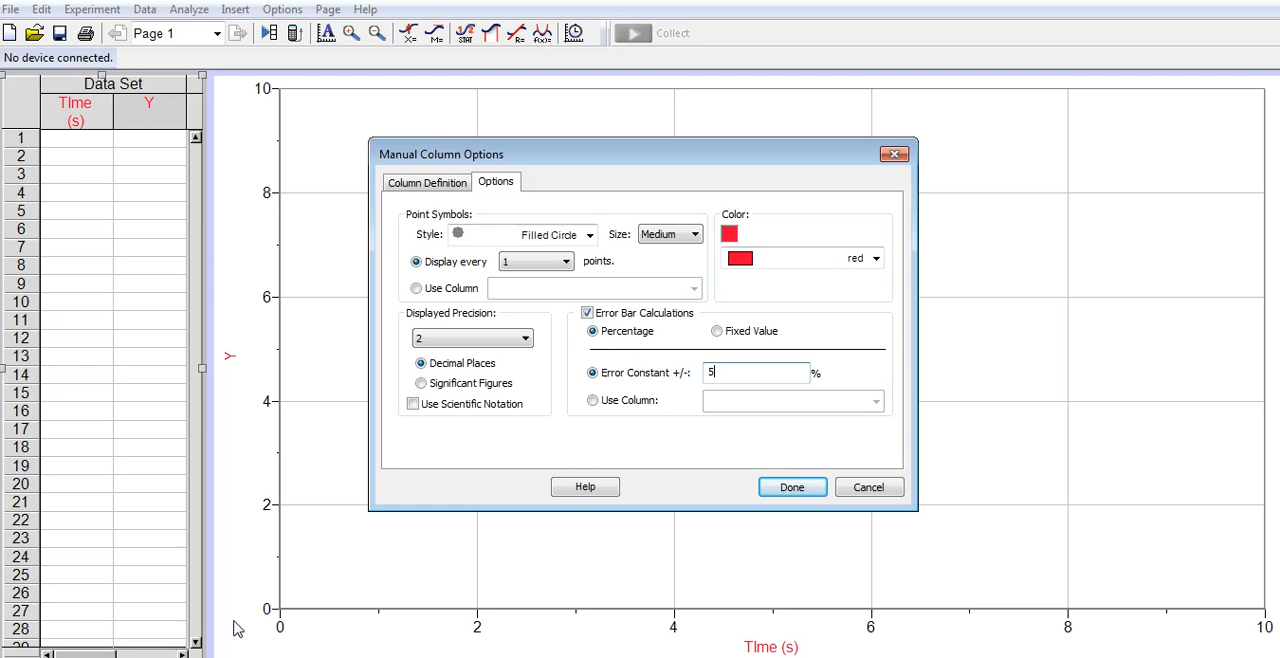 File Edit Experiment Data Analyze Insert Options Page Help
Page 1
X= M= STAT R= f(x)= Collect
No device connected.
Data Set
TIme
(s)
Y
1
2
3
4
5
6
7
8
9
10
11
12
13
14
15
16
17
18
19
20
21
22
23
24
25
26
27
28
29
10
8
6
4
2
0
Y
0 2 4 6 8 10
TIme (s)
Manual Column Options
Column Definition Options
Point Symbols:
Style: Filled Circle Size: Medium
Display every 1 points.
Use Column
Color:
red
Displayed Precision:
2
Decimal Places
Significant Figures
Use Scientific Notation
Error Bar Calculations
Percentage Fixed Value
Error Constant +/-: 5 %
Use Column:
Help Done Cancel